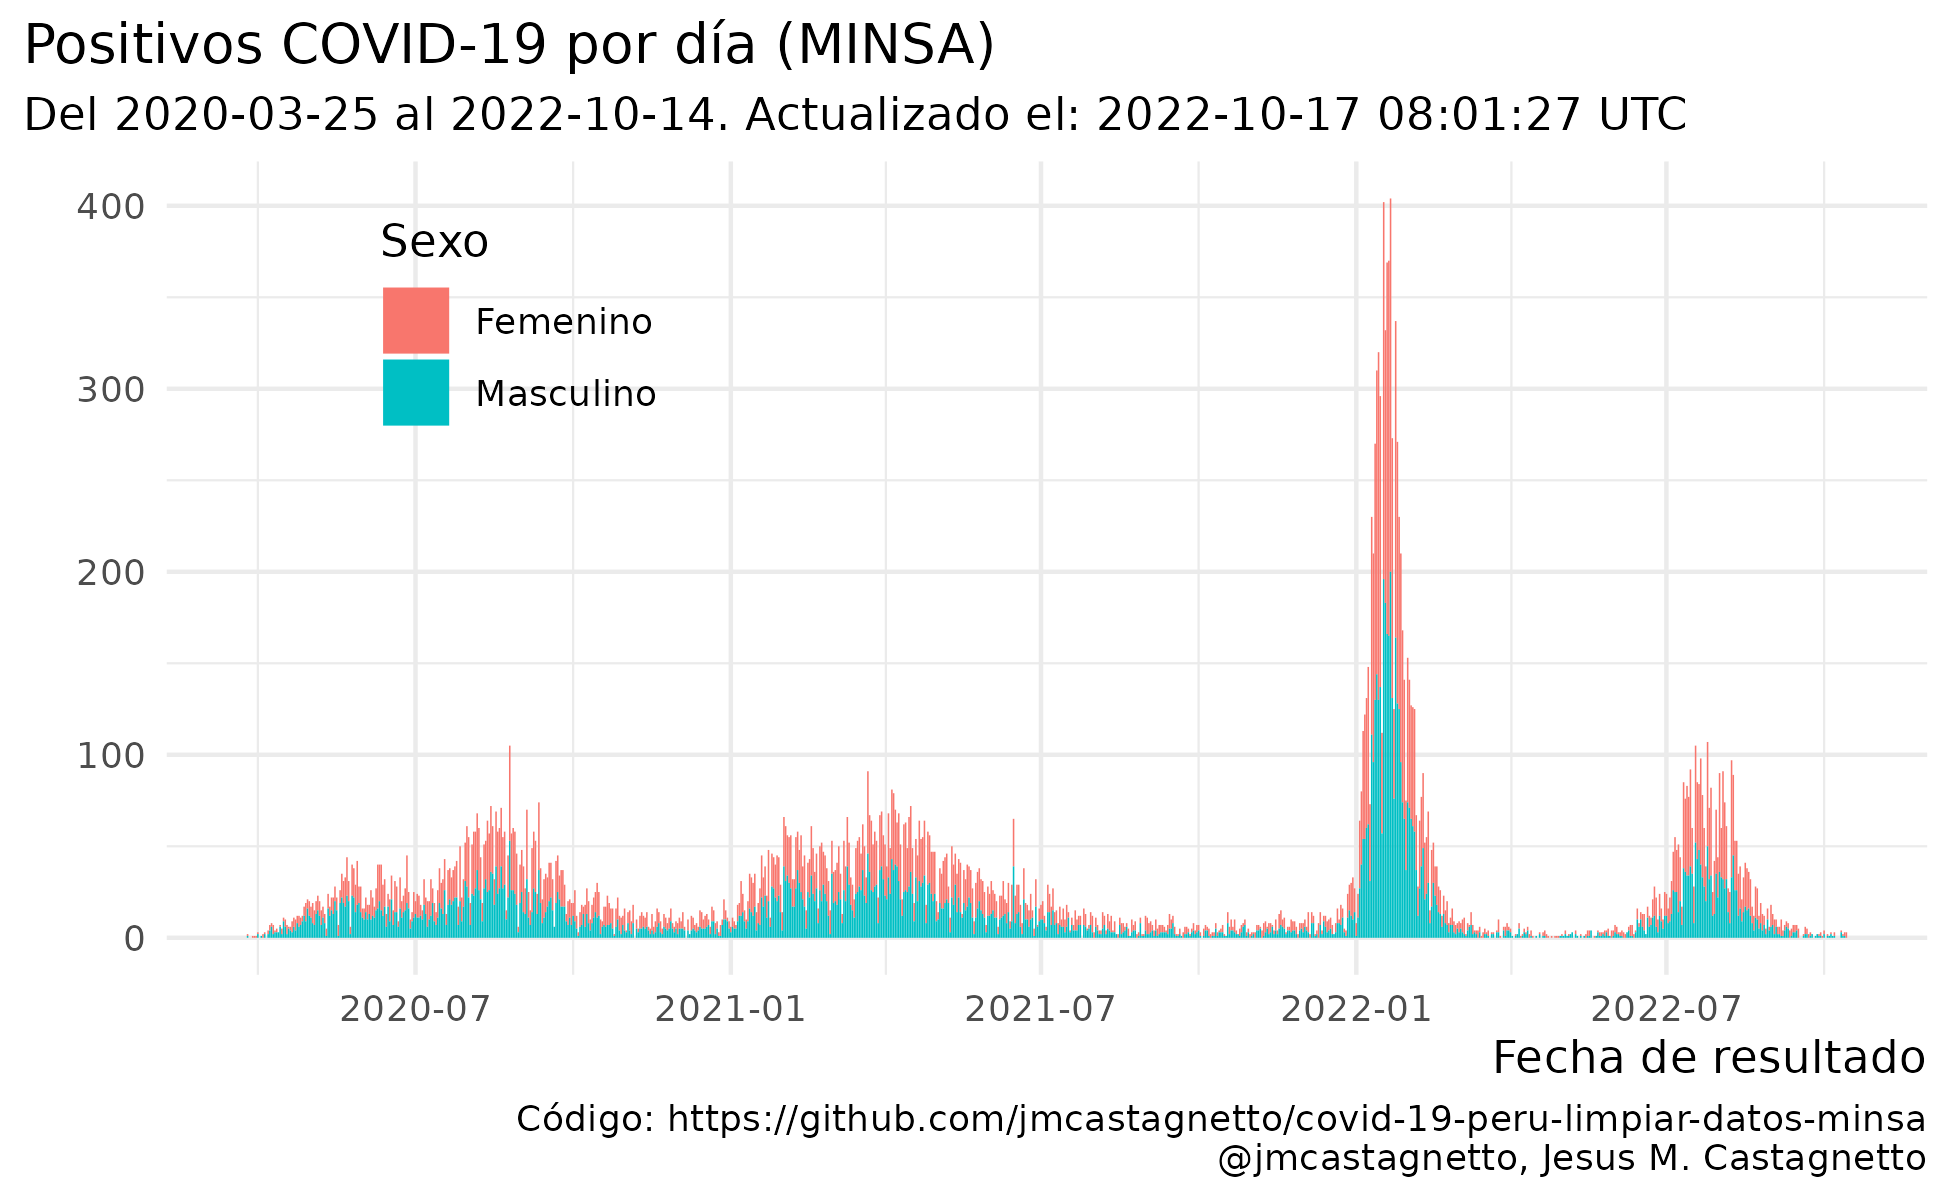 Positivos COVID-19 por día (MINSA)
Del 2020-03-25 al 2022-10-14. Actualizado el: 2022-10-17 08:01:27 UTC
400
300
200
100
0
Sexo
Femenino
Masculino
2020-07 2021-01 2021-07 2022-01 2022-07
Fecha de resultado
Código: https://github.com/jmcastagnetto/covid-19-peru-limpiar-datos-minsa
@jmcastagnetto, Jesus M. Castagnetto